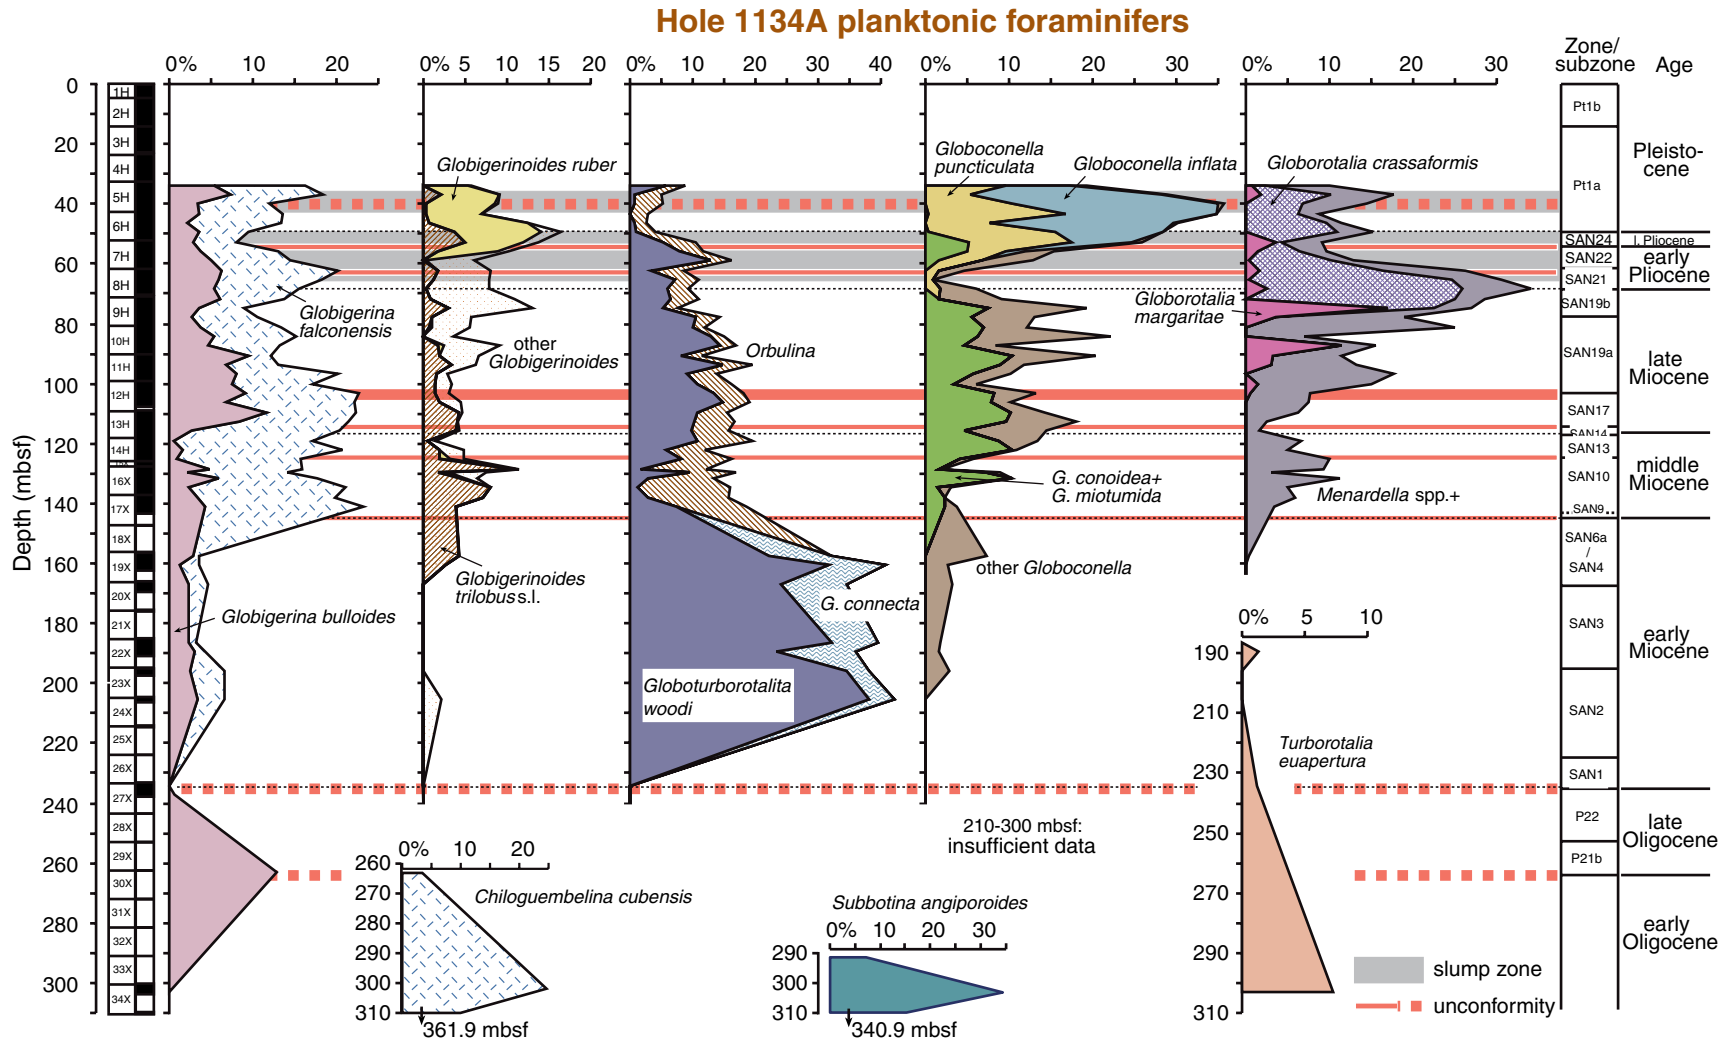 Hole 1134A planktonic foraminifers
Zone/
subzone
Age
0% 10 20
0% 5 10 15 20
0% 10 20 30 40
0% 10 20 30
0% 10 20 30
Depth (mbsf)
0
20
40
60
80
100
120
140
160
180
200
220
240
260
280
300
1H
2H
3H
4H
5H
6H
7H
8H
9H
10H
11H
12H
13H
14H
16X
17X
18X
19X
20X
21X
22X
23X
24X
25X
26X
27X
28X
29X
30X
31X
32X
33X
34X
Globigerina
falconensis
Globigerina bulloides
Globigerinoides ruber
other
Globigerinoides
Globigerinoides
trilobus s.l.
Orbulina
G. connecta
Globoturborotalita
woodi
Globoconella
puncticulata
Globoconella inflata
G. conoidea+
G. miotumida
other Globoconella
Globorotalia crassaformis
Globorotalia
margaritae
Menardella spp.+
Pt1b
Pt1a
SAN24
SAN22
SAN21
SAN19b
SAN19a
SAN17
SAN14
SAN13
SAN10
SAN9
SAN6a
/
SAN4
SAN3
SAN2
SAN1
P22
P21b
Pleisto-
cene
l. Pliocene
early
Pliocene
late
Miocene
middle
Miocene
early
Miocene
late
Oligocene
early
Oligocene
0% 5 10
190
210
230
250
270
290
310
Turborotalia
euapertura
210-300 mbsf:
insufficient data
0% 10 20
260
270
280
290
300
310
Chiloguembelina cubensis
361.9 mbsf
Subbotina angiporoides
0% 10 20 30
290
300
310
340.9 mbsf
slump zone
unconformity